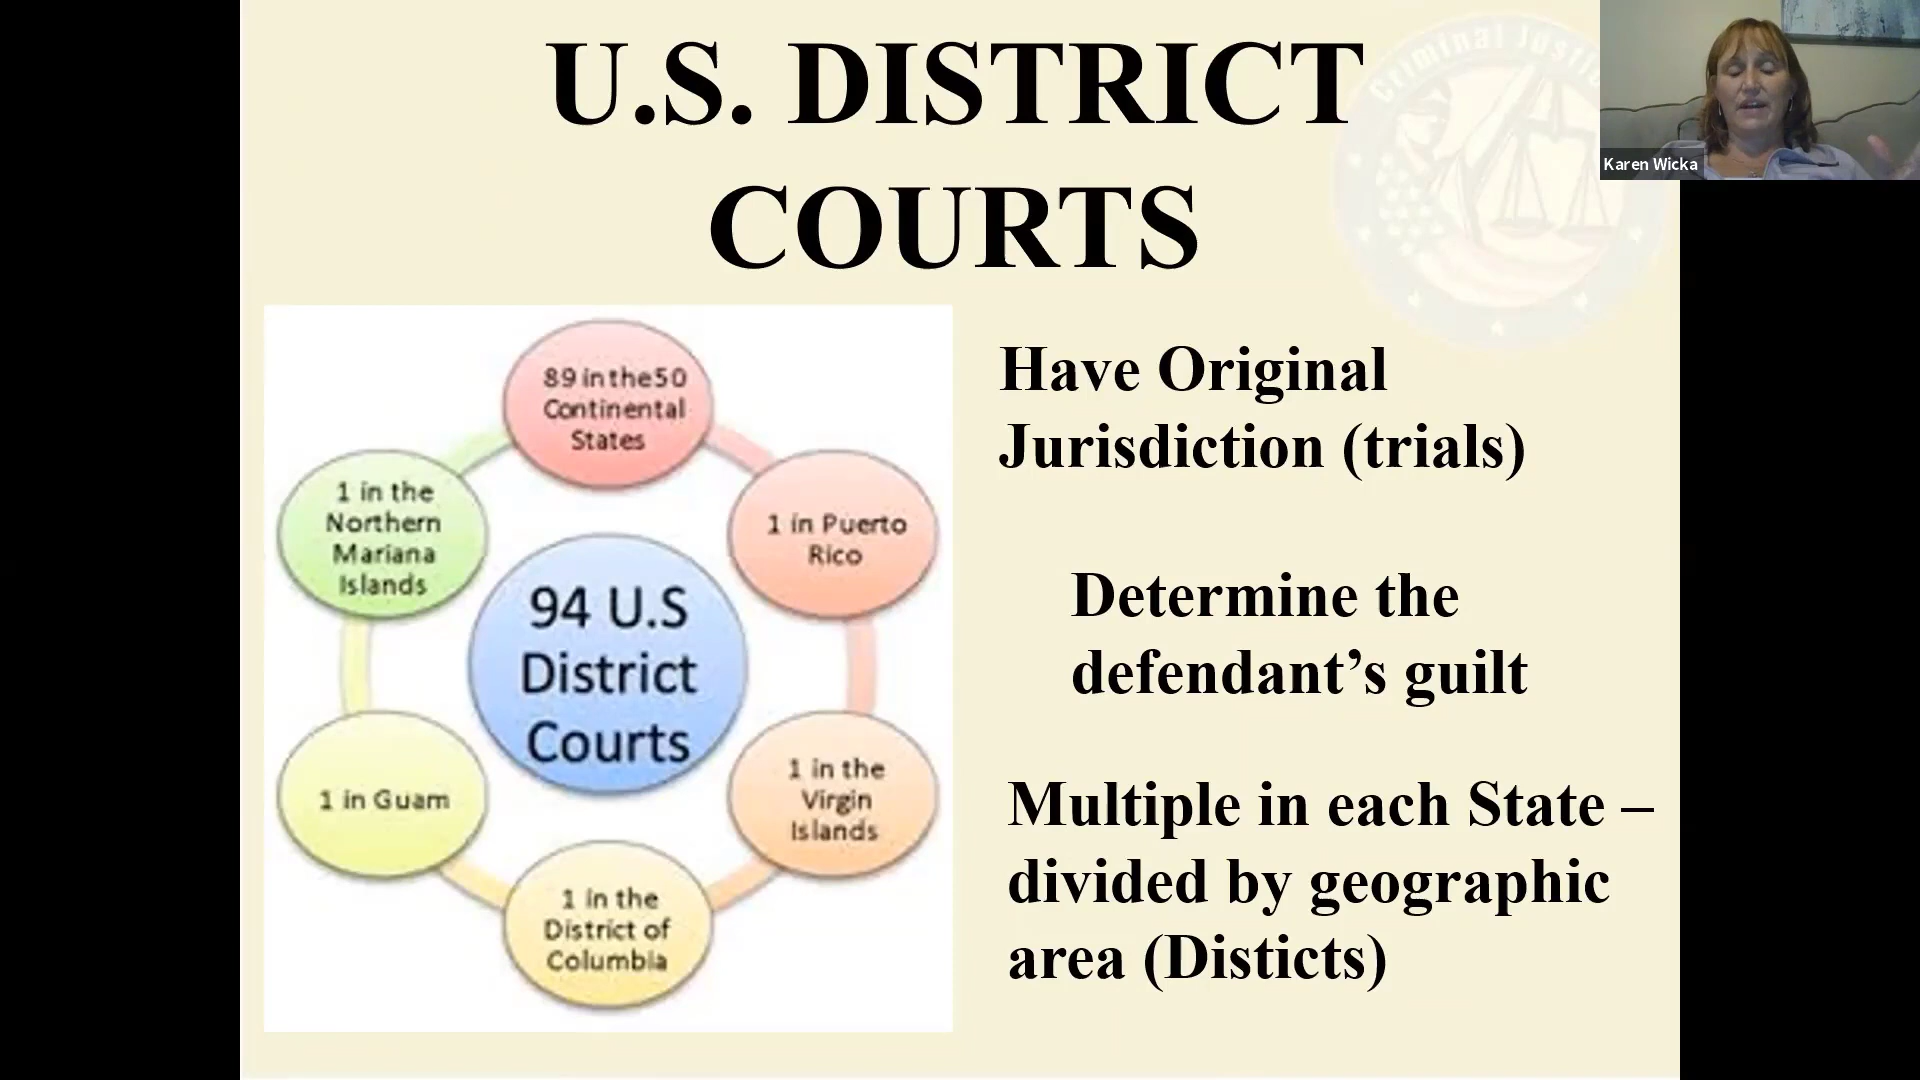 U.S. DISTRICT
COURTS
Criminal Justic
Karen Wicka
89 in the 50
Continental
States
1 in Puerto
Rico
1 in the
Virgin
Islands
1 in the
District of
Columbia
1 in Guam
1 in the
Northern
Mariana
Islands
94 U.S
District
Courts
Have Original
Jurisdiction (trials)
Determine the
defendant’s guilt
Multiple in each State –
divided by geographic
area (Disticts)